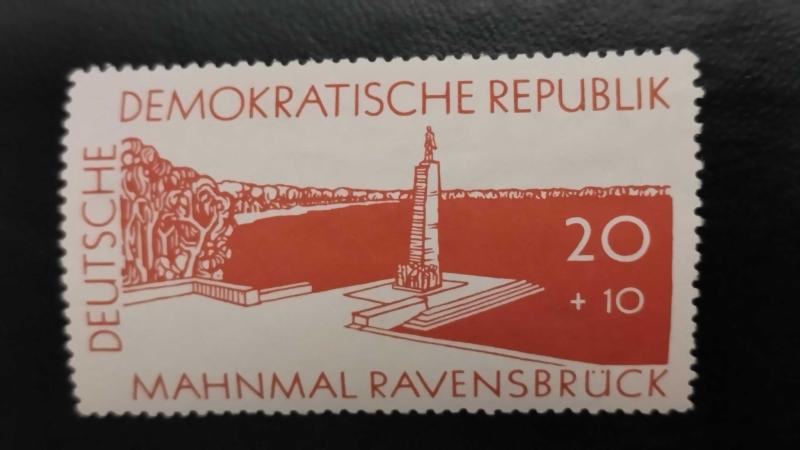 DEUTSCHE
DEMOKRATISCHE REPUBLIK
20
+ 10
MAHNMAL RAVENSBRÜCK